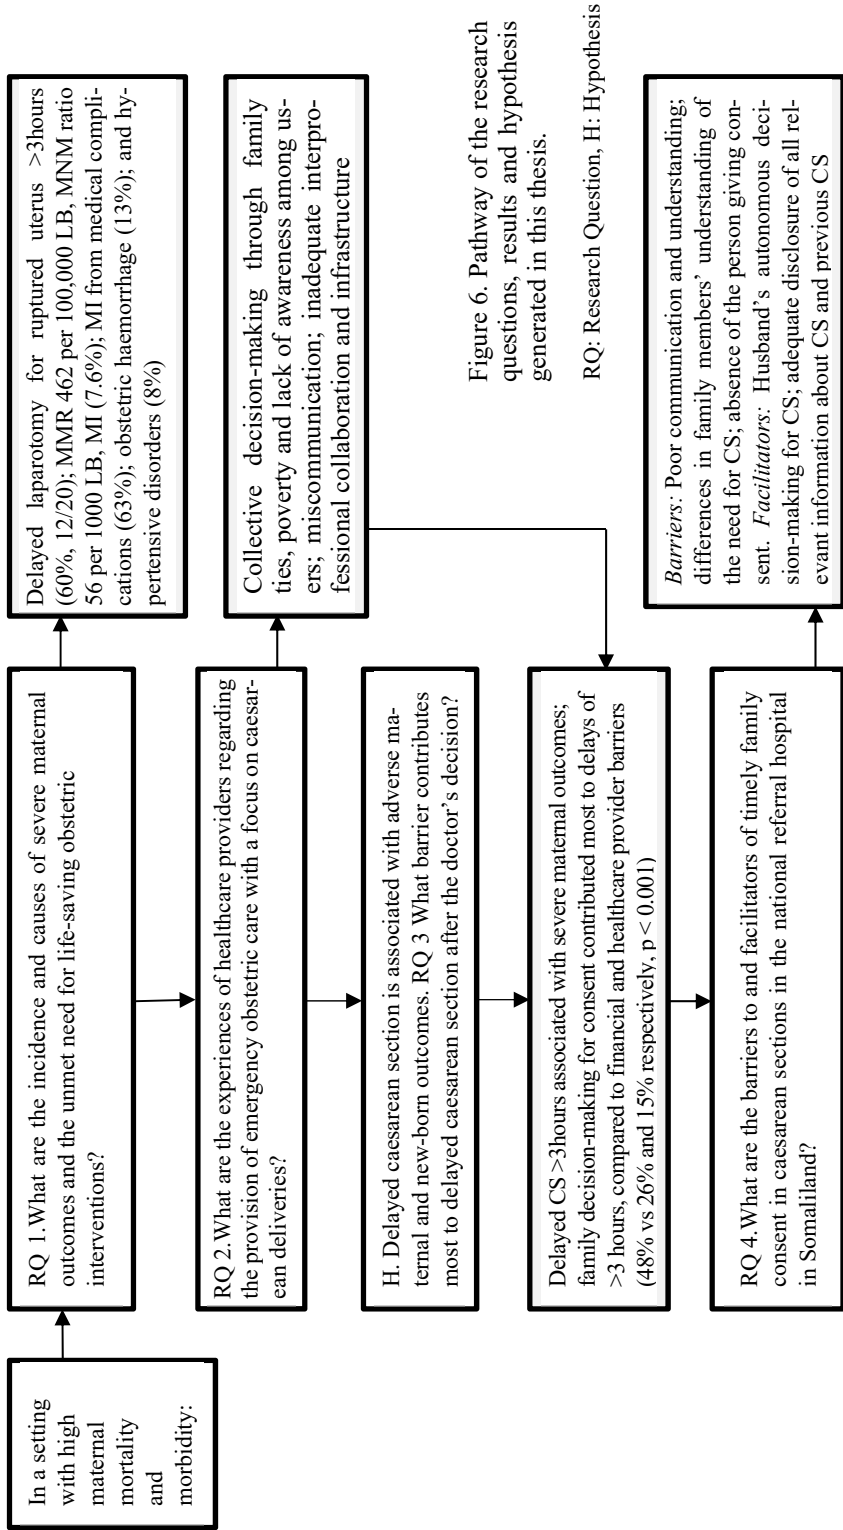 In a setting
with high
maternal
mortality
and
morbidity:
RQ 1.What are the incidence and causes of severe maternal
outcomes and the unmet need for life-saving obstetric
interventions?
Delayed laparotomy for ruptured uterus >3hours
(60%, 12/20); MMR 462 per 100,000 LB, MNM ratio
56 per 1000 LB, MI (7.6%); MI from medical compli-
cations (63%); obstetric haemorrhage (13%); and hy-
pertensive disorders (8%)
RQ 2.What are the experiences of healthcare providers regarding
the provision of emergency obstetric care with a focus on caesar-
ean deliveries?
Collective decision-making through family
ties, poverty and lack of awareness among us-
ers; miscommunication; inadequate interpro-
fessional collaboration and infrastructure
H. Delayed caesarean section is associated with adverse ma-
ternal and new-born outcomes. RQ 3 What barrier contributes
most to delayed caesarean section after the doctor’s decision?
Delayed CS >3hours associated with severe maternal outcomes;
family decision-making for consent contributed most to delays of
>3 hours, compared to financial and healthcare provider barriers
(48% vs 26% and 15% respectively, p < 0.001)
RQ 4.What are the barriers to and facilitators of timely family
consent in caesarean sections in the national referral hospital
in Somaliland?
Barriers: Poor communication and understanding;
differences in family members’ understanding of
the need for CS; absence of the person giving con-
sent. Facilitators: Husband’s autonomous deci-
sion-making for CS; adequate disclosure of all rel-
evant information about CS and previous CS
Figure 6. Pathway of the research
questions, results and hypothesis
generated in this thesis.
RQ: Research Question, H: Hypothesis